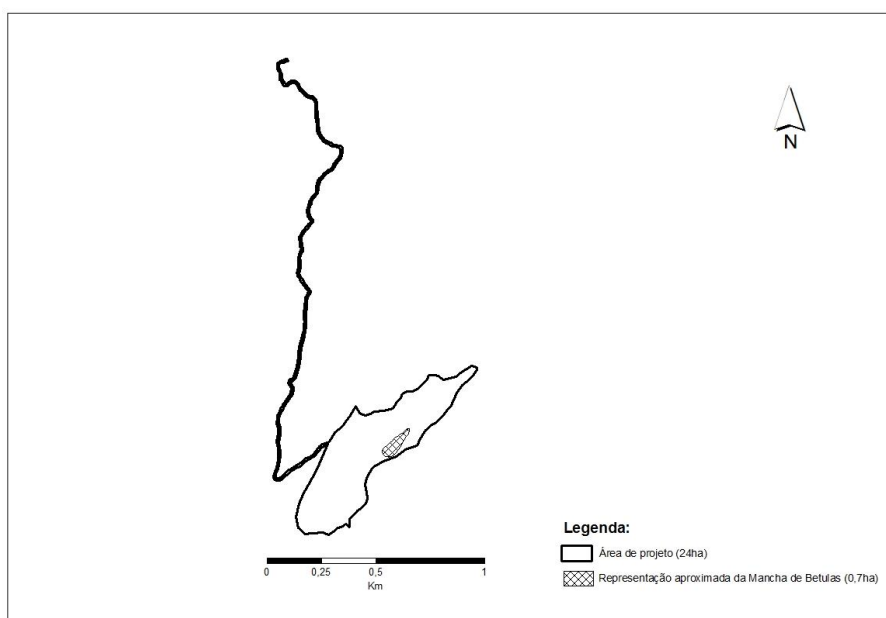 N
Legenda:
Área de projeto (24ha)
Representação aproximada da Mancha de Betulas (0,7ha)
0 0,25 0,5 1
Km